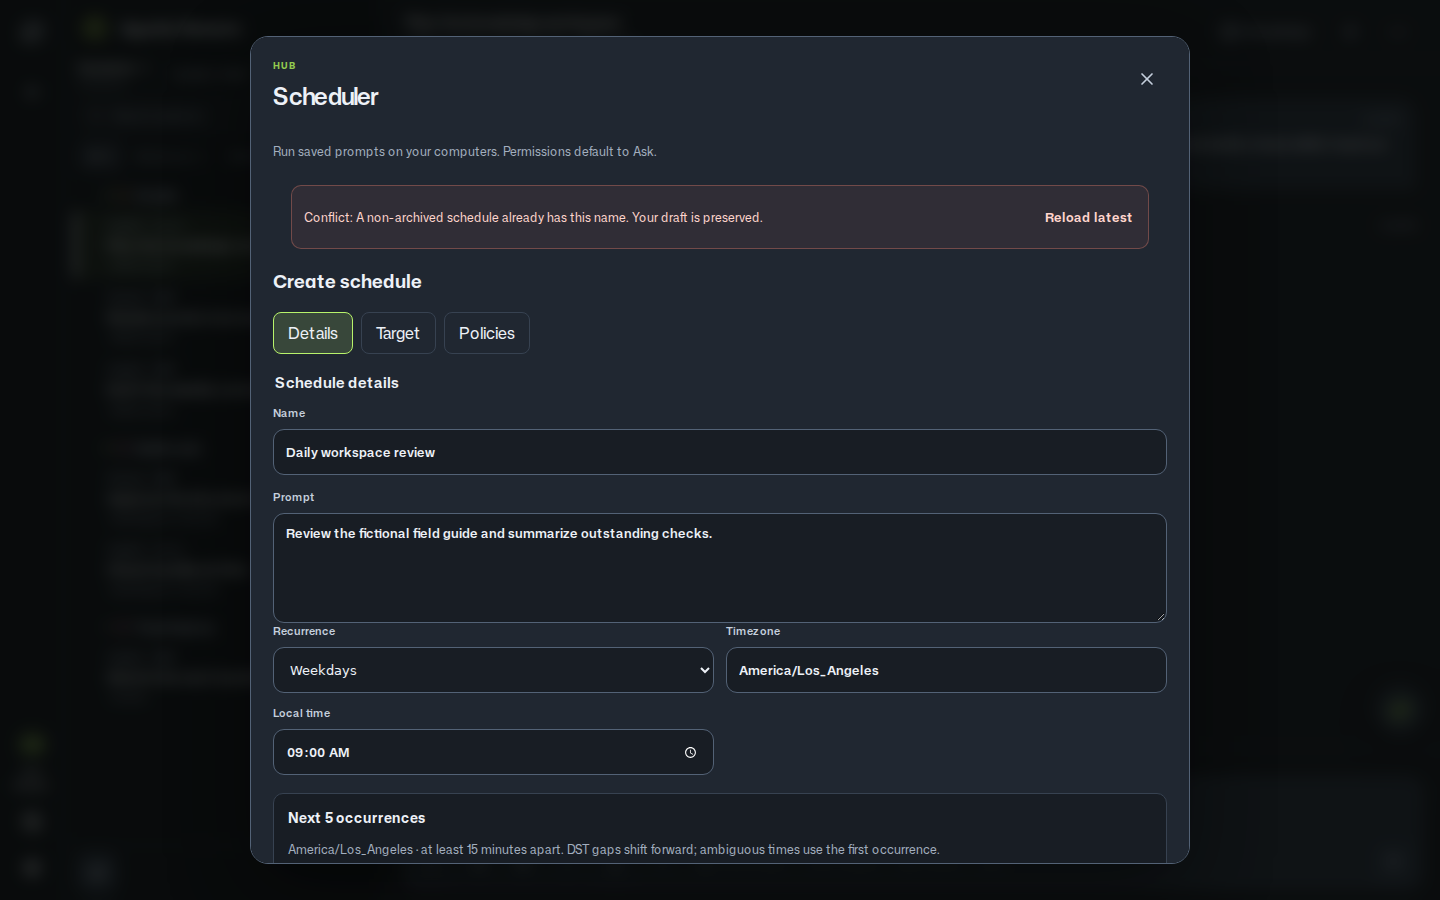 HUB
Scheduler
Run saved prompts on your computers. Permissions default to Ask.
Conflict: A non-archived schedule already has this name. Your draft is preserved.
Reload latest
Create schedule
Details
Target
Policies
Schedule details
Name
Daily workspace review
Prompt
Review the fictional field guide and summarize outstanding checks.
Recurrence
Timezone
Weekdays
America/Los_Angeles
Local time
09:00 AM
Next 5 occurrences
America/Los_Angeles · at least 15 minutes apart. DST gaps shift forward; ambiguous times use the first occurrence.